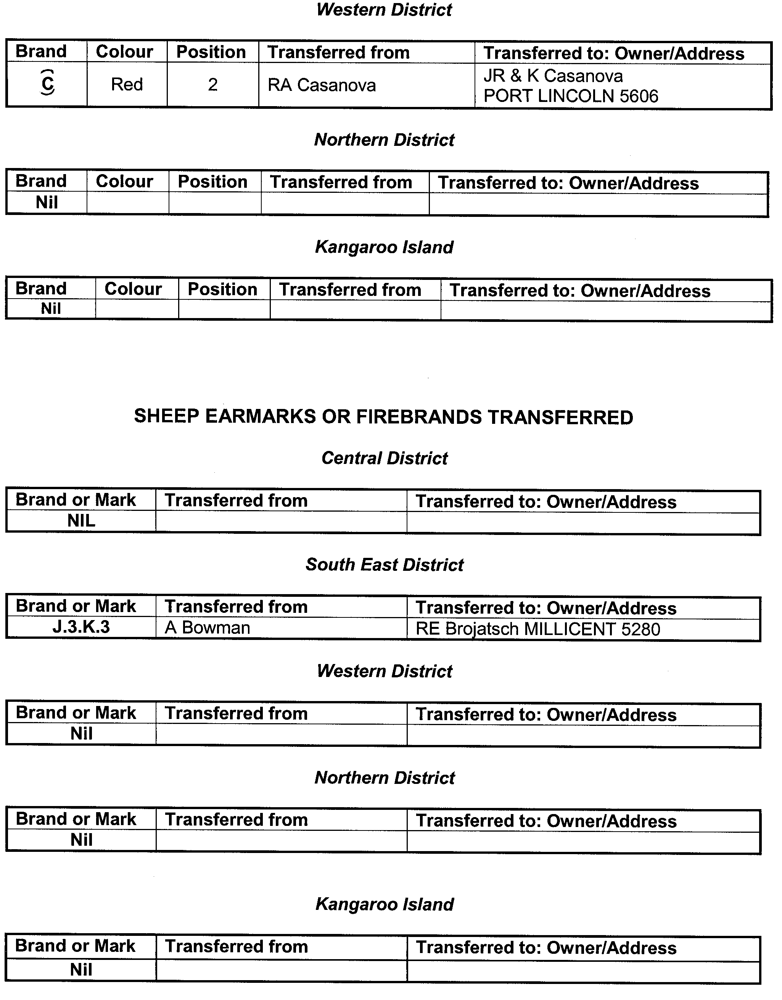 Western District
Brand Colour Position Transferred from Transferred to: Owner/Address
C Red 2 RA Casanova JR & K Casanova
PORT LINCOLN 5606
Northern District
Brand Colour Position Transferred from Transferred to: Owner/Address
Nil
Kangaroo Island
Brand Colour Position Transferred from Transferred to: Owner/Address
Nil
SHEEP EARMARKS OR FIREBRANDS TRANSFERRED
Central District
Brand or Mark Transferred from Transferred to: Owner/Address
NIL
South East District
Brand or Mark Transferred from Transferred to: Owner/Address
J.3.K.3 A Bowman RE Brojatsch MILLICENT 5280
Western District
Brand or Mark Transferred from Transferred to: Owner/Address
Nil
Northern District
Brand or Mark Transferred from Transferred to: Owner/Address
Nil
Kangaroo Island
Brand or Mark Transferred from Transferred to: Owner/Address
Nil